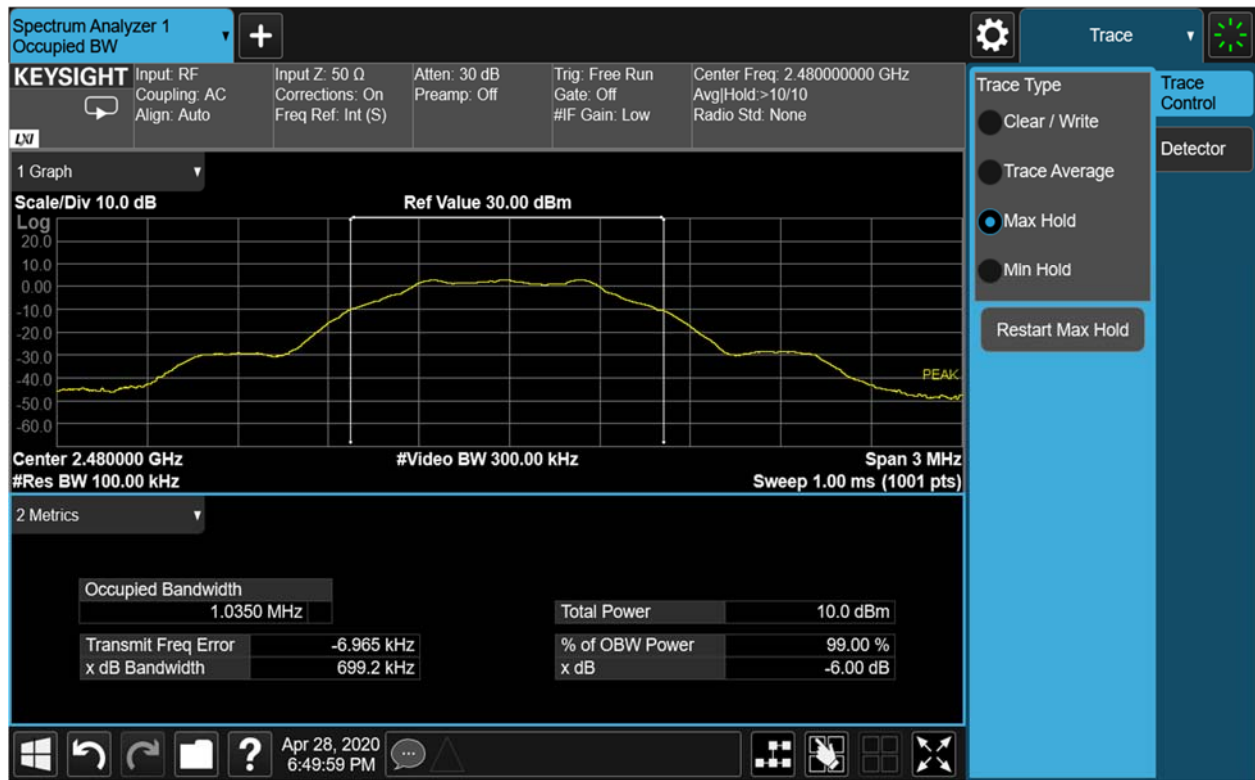 Spectrum Analyzer 1
Occupied BW
+
Trace
KEYSIGHT
LXI
Input: RF
Coupling: AC
Align: Auto
Input Z: 50 Ω
Corrections: On
Freq Ref: Int (S)
Atten: 30 dB
Preamp: Off
Trig: Free Run
Gate: Off
#IF Gain: Low
Center Freq: 2.480000000 GHz
Avg|Hold:>10/10
Radio Std: None
Trace Type
Clear / Write
Trace Average
Max Hold
Min Hold
Restart Max Hold
Trace
Control
Detector
1 Graph
Scale/Div 10.0 dB
Ref Value 30.00 dBm
Log
20.0
10.0
0.00
-10.0
-20.0
-30.0
-40.0
-50.0
-60.0
PEAK
Center 2.480000 GHz
#Video BW 300.00 kHz
Span 3 MHz
#Res BW 100.00 kHz
Sweep 1.00 ms (1001 pts)
2 Metrics
Occupied Bandwidth
1.0350 MHz
Total Power 10.0 dBm
Transmit Freq Error -6.965 kHz
% of OBW Power 99.00 %
x dB Bandwidth 699.2 kHz
x dB -6.00 dB
?
Apr 28, 2020
6:49:59 PM